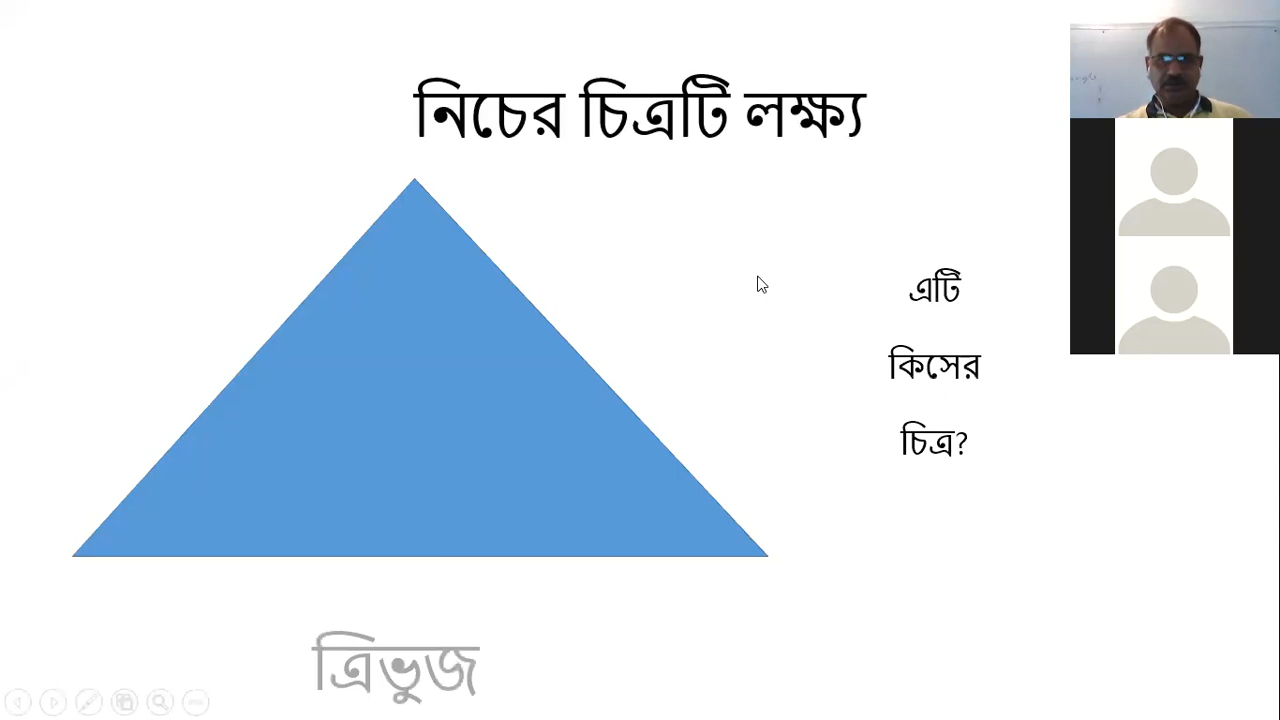 নিচের চিত্রটি লক্ষ্য
এটি
কিসের
চিত্র?
ত্রিভুজ